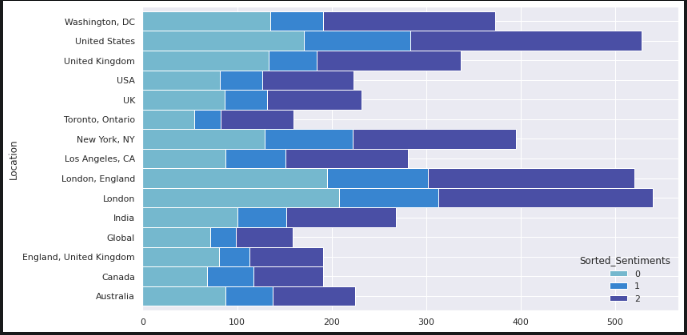 Location
Washington, DC
United States
United Kingdom
USA
UK
Toronto, Ontario
New York, NY
Los Angeles, CA
London, England
London
India
Global
England, United Kingdom
Canada
Australia
Sorted_Sentiments
0
1
2
0 100 200 300 400 500